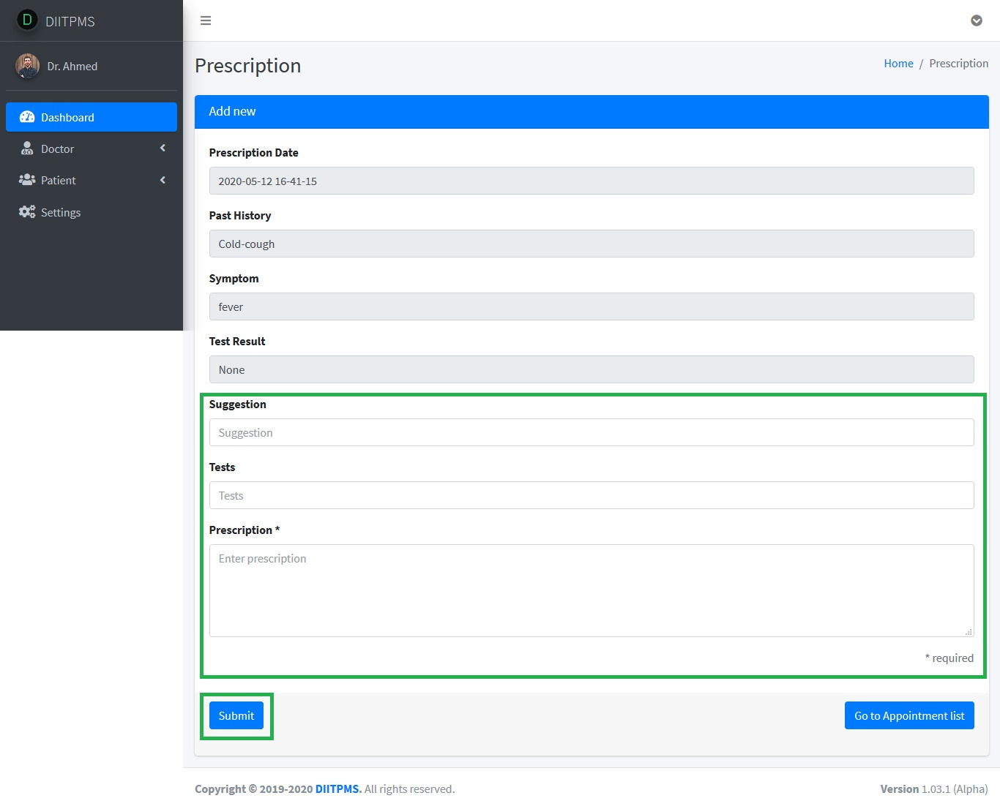 D DIITPMS
Dr. Ahmed
Dashboard
Doctor
Patient
Settings
Prescription
Home / Prescription
Add new
Prescription Date
2020-05-12 16-41-15
Past History
Cold-cough
Symptom
fever
Test Result
None
Suggestion
Suggestion
Tests
Tests
Prescription *
Enter prescription
* required
Submit
Go to Appointment list
Copyright © 2019-2020 DIITPMS. All rights reserved.
Version 1.03.1 (Alpha)